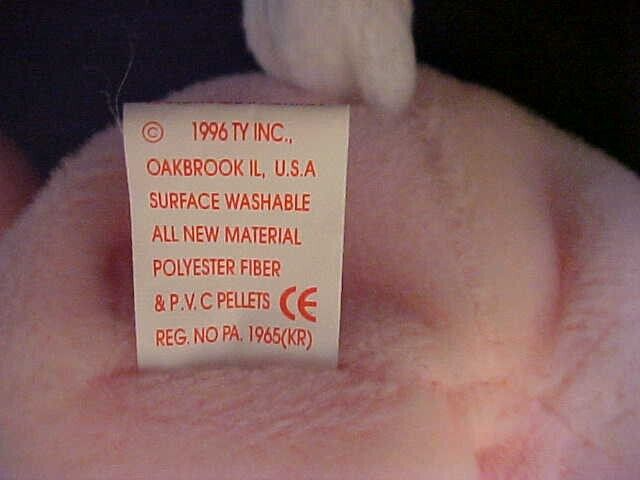 © 1996 TY INC.,
OAKBROOK IL, U.S.A
SURFACE WASHABLE
ALL NEW MATERIAL
POLYESTER FIBER
& P.V. C PELLETS CE
REG. NO PA. 1965(KR)